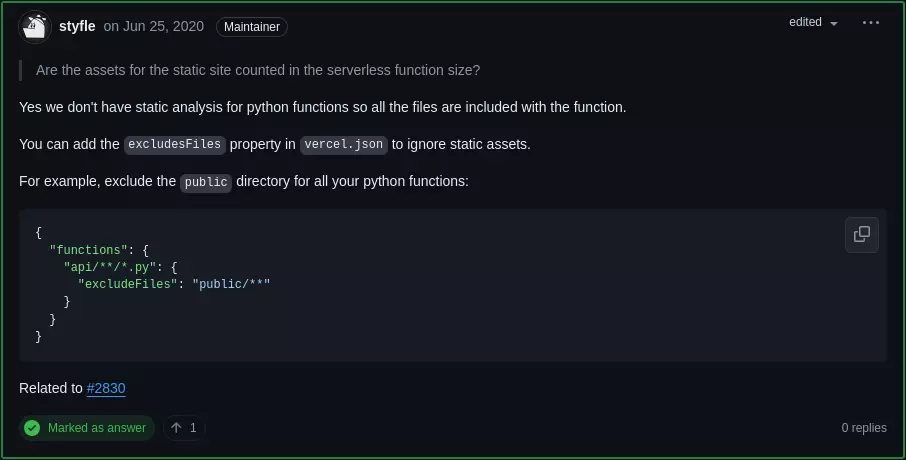 styfle on Jun 25, 2020 Maintainer edited
Are the assets for the static site counted in the serverless function size?
Yes we don't have static analysis for python functions so all the files are included with the function.
You can add the excludesFiles property in vercel.json to ignore static assets.
For example, exclude the public directory for all your python functions:
{
"functions": {
"api/**/*.py": {
"excludeFiles": "public/**"
}
}
}
Related to #2830
Marked as answer 1 0 replies